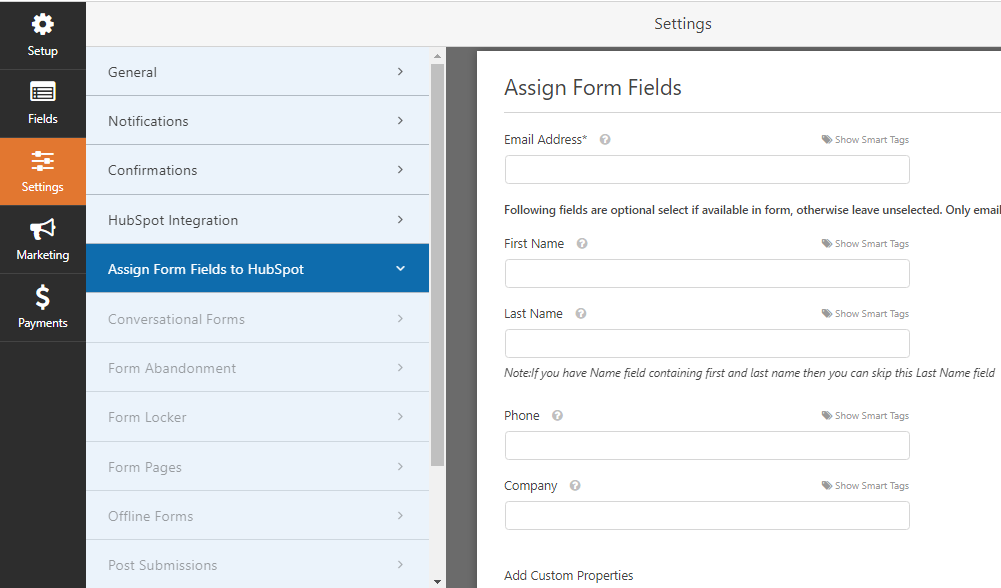 Settings
Setup
Fields
Settings
Marketing
Payments
General
Notifications
Confirmations
HubSpot Integration
Assign Form Fields to HubSpot
Conversational Forms
Form Abandonment
Form Locker
Form Pages
Offline Forms
Post Submissions
Assign Form Fields
Email Address* ? Show Smart Tags
Following fields are optional select if available in form, otherwise leave unselected. Only email
First Name ? Show Smart Tags
Last Name ? Show Smart Tags
Note:If you have Name field containing first and last name then you can skip this Last Name field
Phone ? Show Smart Tags
Company ? Show Smart Tags
Add Custom Properties